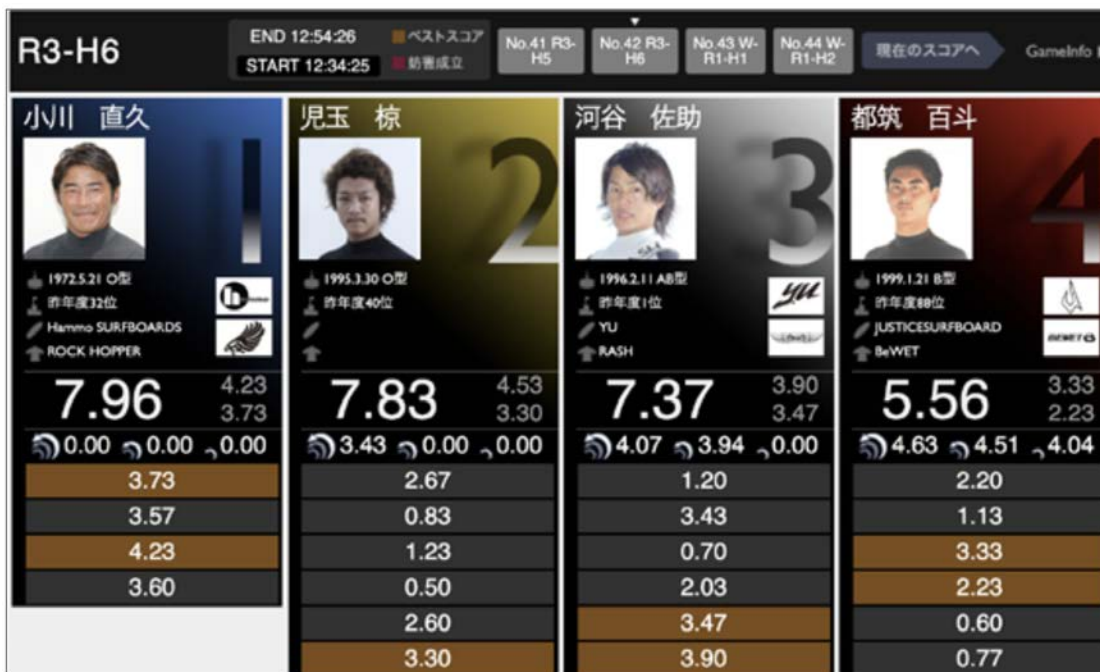 R3-H6
END 12:54:26
START 12:34:25
ベストスコア
妨害成立
No.41 R3-H5
No.42 R3-H6
No.43 W-R1-H1
No.44 W-R1-H2
現在のスコアへ
GameInfo
小川 直久
1
1972.5.21 O型
昨年度32位
Hammo SURFBOARDS
ROCK HOPPER
7.96
4.23
3.73
0.00 0.00 0.00
3.73
3.57
4.23
3.60
児玉 椋
2
1995.3.30 O型
昨年度40位
7.83
4.53
3.30
3.43 0.00 0.00
2.67
0.83
1.23
0.50
2.60
3.30
河谷 佐助
3
1996.2.11 AB型
昨年度1位
YU
RASH
YU
7.37
3.90
3.47
4.07 3.94 0.00
1.20
3.43
0.70
2.03
3.47
3.90
都筑 百斗
4
1999.1.21 B型
昨年度88位
JUSTICESURFBOARD
BeWET
BEWET
5.56
3.33
2.23
4.63 4.51 4.04
2.20
1.13
3.33
2.23
0.60
0.77